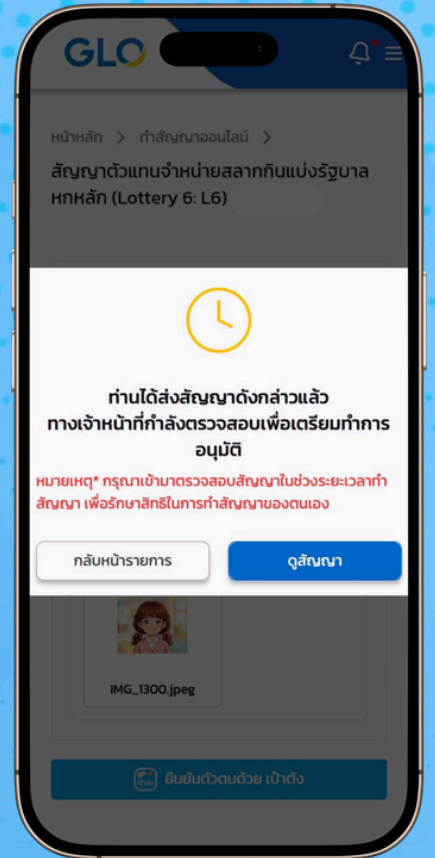 GLO
หน้าหลัก > ทำสัญญาออนไลน์ >
สัญญาตัวแทนจำหน่ายสลากกินแบ่งรัฐบาล
หกหลัก (Lottery 6: L6)
ท่านได้ส่งสัญญาดังกล่าวแล้ว
ทางเจ้าหน้าที่กำลังตรวจสอบเพื่อเตรียมทำการ
อนุมัติ
หมายเหตุ* กรุณาเข้ามาตรวจสอบสัญญาในช่วงระยะเวลาทำ
สัญญา เพื่อรักษาสิทธิในการทำสัญญาของตนเอง
กลับหน้ารายการ
ดูสัญญา
IMG_1300.jpeg
ยืนยันตัวตนด้วย เป๋าตัง